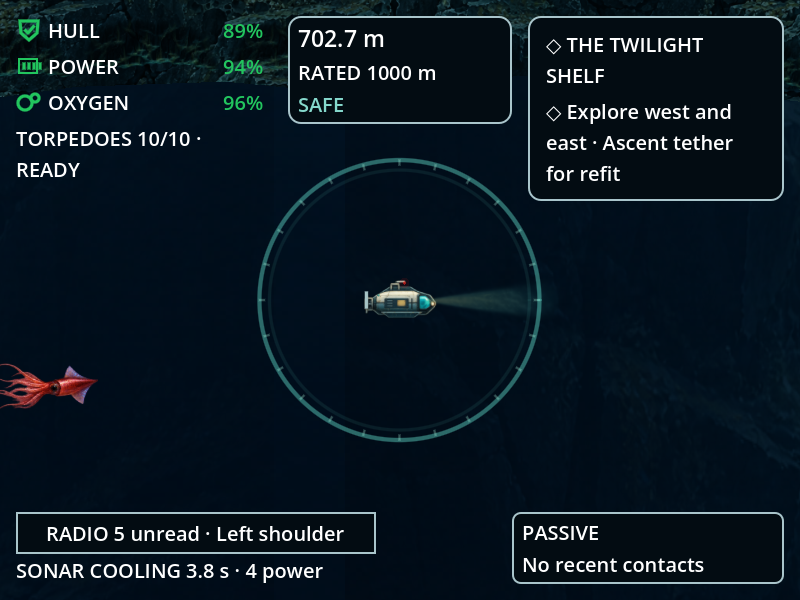 HULL 89%
POWER 94%
OXYGEN 96%
TORPEDOES 10/10 ·
READY
702.7 m
RATED 1000 m
SAFE
◇ THE TWILIGHT
SHELF
◇ Explore west and
east · Ascent tether
for refit
RADIO 5 unread · Left shoulder
SONAR COOLING 3.8 s · 4 power
PASSIVE
No recent contacts